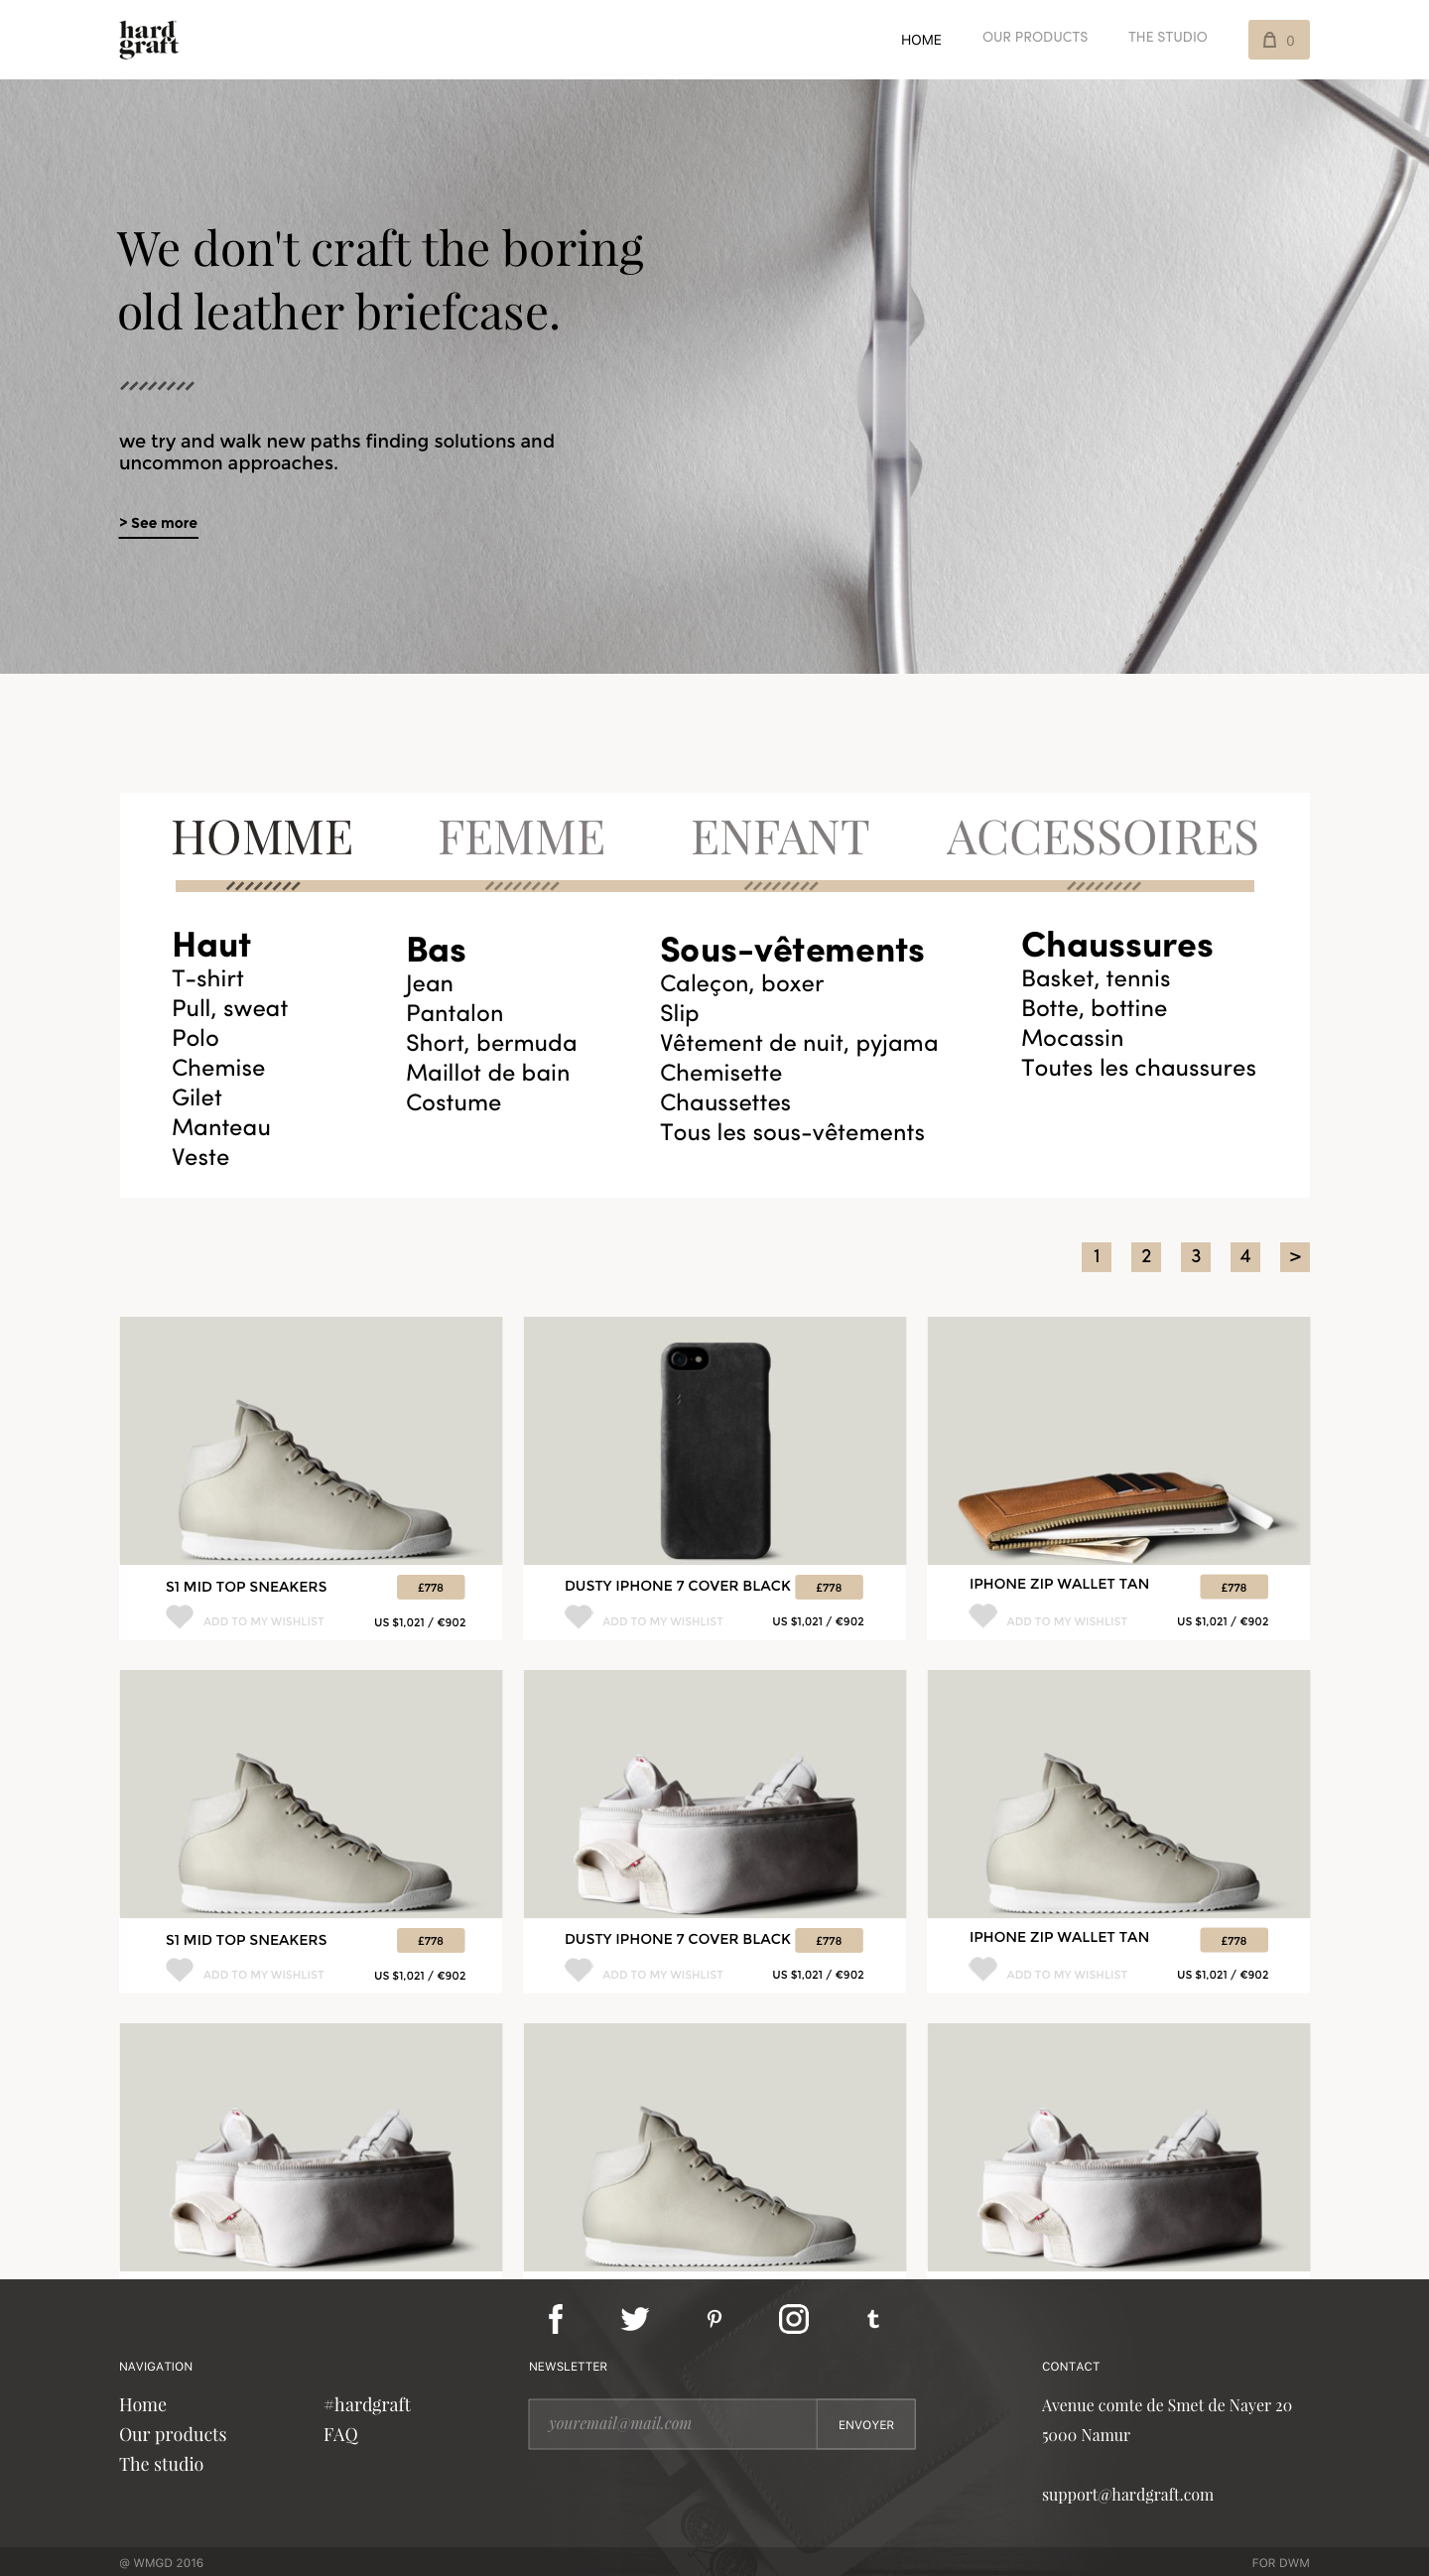 hard
graft
HOME OUR PRODUCTS THE STUDIO 0
We don't craft the boring
old leather briefcase.
we try and walk new paths finding solutions and
uncommon approaches.
> See more
HOMME FEMME ENFANT ACCESSOIRES
Haut
T-shirt
Pull, sweat
Polo
Chemise
Gilet
Manteau
Veste
Bas
Jean
Pantalon
Short, bermuda
Maillot de bain
Costume
Sous-vêtements
Caleçon, boxer
Slip
Vêtement de nuit, pyjama
Chemisette
Chaussettes
Tous les sous-vêtements
Chaussures
Basket, tennis
Botte, bottine
Mocassin
Toutes les chaussures
1 2 3 4 >
S1 MID TOP SNEAKERS £778
ADD TO MY WISHLIST US $1,021 / €902
DUSTY IPHONE 7 COVER BLACK £778
ADD TO MY WISHLIST US $1,021 / €902
IPHONE ZIP WALLET TAN £778
ADD TO MY WISHLIST US $1,021 / €902
S1 MID TOP SNEAKERS £778
ADD TO MY WISHLIST US $1,021 / €902
DUSTY IPHONE 7 COVER BLACK £778
ADD TO MY WISHLIST US $1,021 / €902
IPHONE ZIP WALLET TAN £778
ADD TO MY WISHLIST US $1,021 / €902
NAVIGATION
Home
Our products
The studio
#hardgraft
FAQ
NEWSLETTER
youremail@mail.com ENVOYER
CONTACT
Avenue comte de Smet de Nayer 20
5000 Namur
support@hardgraft.com
@ WMGD 2016 FOR DWM